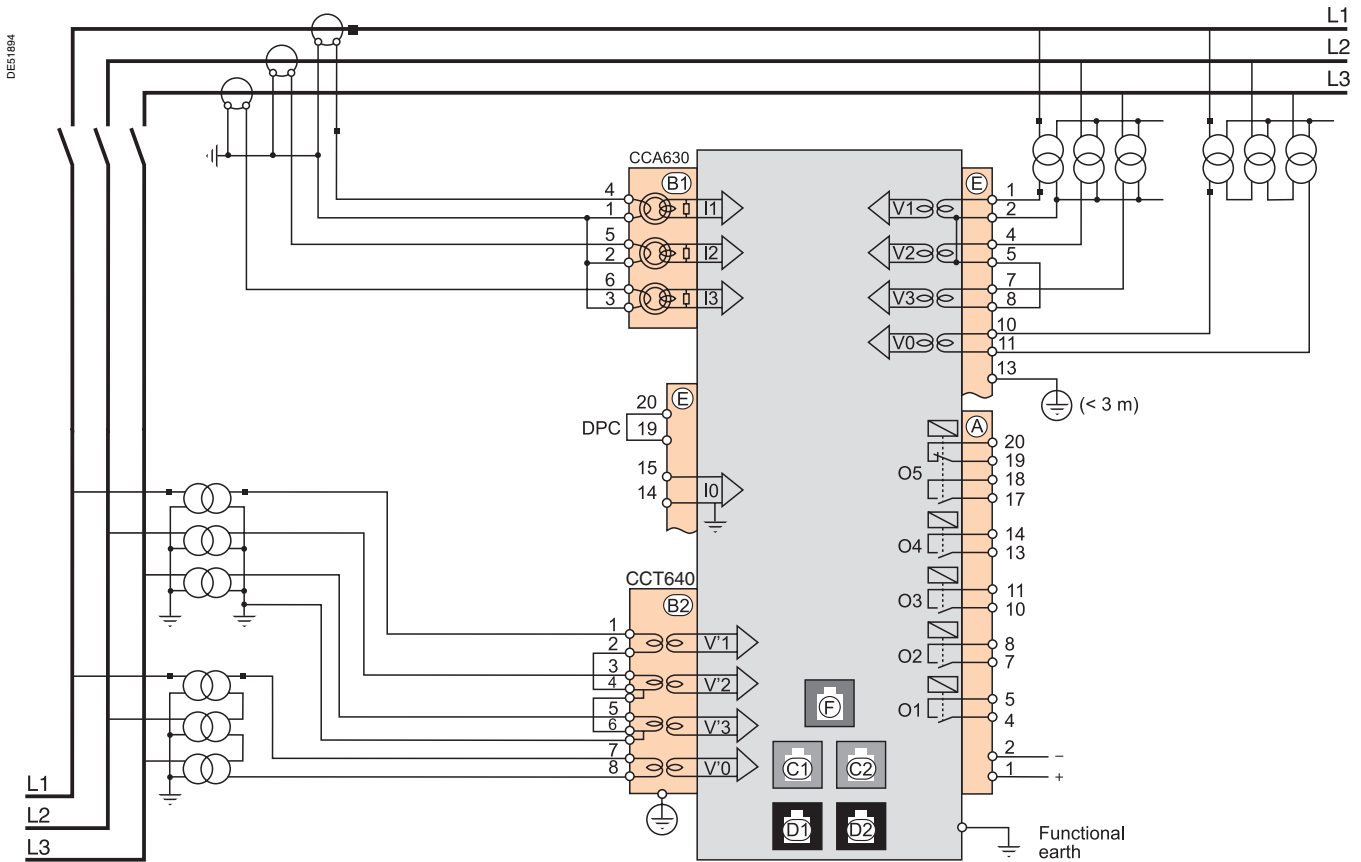 DE51894
L1
L2
L3
CCA630
B1
4
1
I1
5
2
I2
6
3
I3
E
V1
1
2
V2
4
5
V3
7
8
V0
10
11
13
(< 3 m)
E
20
DPC
19
15
14
I0
A
O5
20
19
18
17
O4
14
13
O3
11
10
O2
8
7
O1
5
4
2 −
1 +
CCT640
B2
1
2
V'1
3
4
V'2
5
6
V'3
7
8
V'0
F
C1
C2
D1
D2
L1
L2
L3
Functional
earth